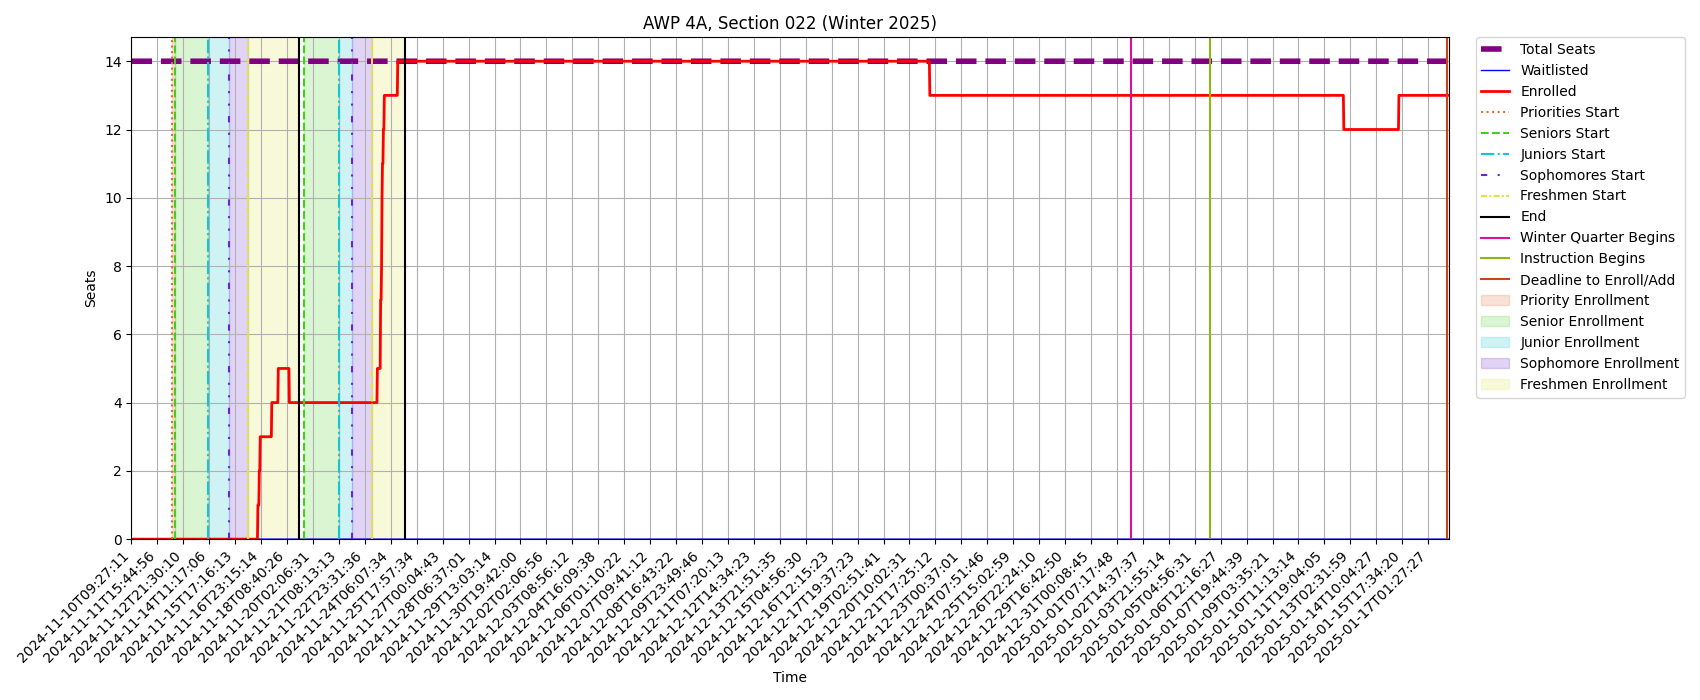 AWP 4A, Section 022 (Winter 2025)
Total Seats
Waitlisted
Enrolled
Priorities Start
Seniors Start
Juniors Start
Sophomores Start
Freshmen Start
End
Winter Quarter Begins
Instruction Begins
Deadline to Enroll/Add
Priority Enrollment
Senior Enrollment
Junior Enrollment
Sophomore Enrollment
Freshmen Enrollment
Seats
14
12
10
8
6
4
2
0
2024-11-10T09:27:11
2024-11-11T15:44:56
2024-11-12T21:30:10
2024-11-14T11:17:06
2024-11-15T17:16:13
2024-11-16T23:15:14
2024-11-18T08:40:26
2024-11-20T02:06:31
2024-11-21T08:13:13
2024-11-22T23:31:36
2024-11-24T06:07:34
2024-11-25T17:57:34
2024-11-27T00:04:43
2024-11-28T06:37:01
2024-11-29T13:03:14
2024-11-30T19:42:00
2024-12-02T02:06:56
2024-12-03T08:56:12
2024-12-04T16:09:38
2024-12-06T01:10:22
2024-12-07T09:41:12
2024-12-08T16:43:22
2024-12-09T23:49:46
2024-12-11T07:20:13
2024-12-12T14:34:23
2024-12-13T21:51:35
2024-12-15T04:56:30
2024-12-16T12:15:23
2024-12-17T19:37:23
2024-12-19T02:51:41
2024-12-20T10:02:31
2024-12-21T17:25:12
2024-12-23T00:37:01
2024-12-24T07:51:46
2024-12-25T15:02:59
2024-12-26T22:24:10
2024-12-29T16:42:50
2024-12-31T00:08:45
2025-01-01T07:17:48
2025-01-02T14:37:37
2025-01-03T21:55:14
2025-01-05T04:56:31
2025-01-06T12:16:27
2025-01-07T19:44:39
2025-01-09T03:35:21
2025-01-10T11:13:14
2025-01-11T19:04:05
2025-01-13T02:31:59
2025-01-14T10:04:27
2025-01-15T17:34:20
2025-01-17T01:27:27
Time